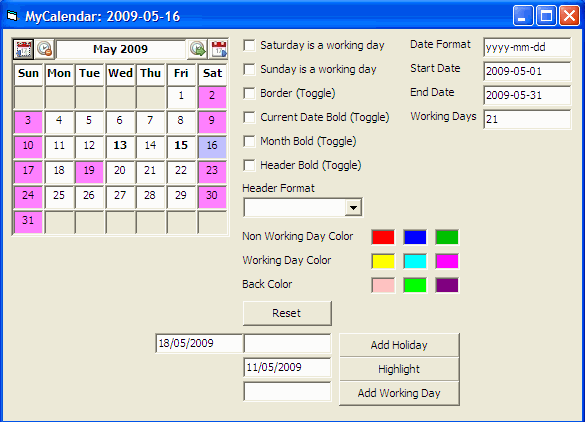 MyCalendar: 2009-05-16
May 2009
Sun Mon Tue Wed Thu Fri Sat
1 2
3 4 5 6 7 8 9
10 11 12 13 14 15 16
17 18 19 20 21 22 23
24 25 26 27 28 29 30
31
Saturday is a working day
Sunday is a working day
Border (Toggle)
Current Date Bold (Toggle)
Month Bold (Toggle)
Header Bold (Toggle)
Header Format
Date Format yyyy-mm-dd
Start Date 2009-05-01
End Date 2009-05-31
Working Days 21
Non Working Day Color
Working Day Color
Back Color
Reset
18/05/2009 Add Holiday
11/05/2009 Highlight
Add Working Day